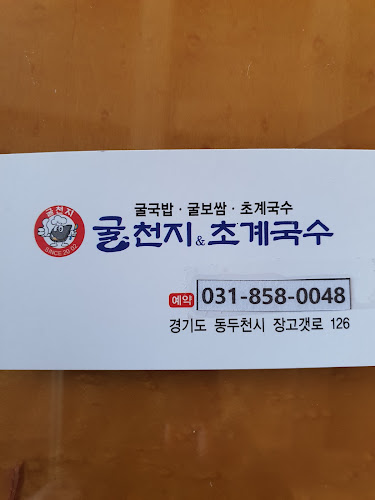 굴국밥 · 굴보쌈 · 초계국수
굴천지
SINCE 2002
굴천지 & 초계국수
예약 031-858-0048
경기도 동두천시 장고갯로 126